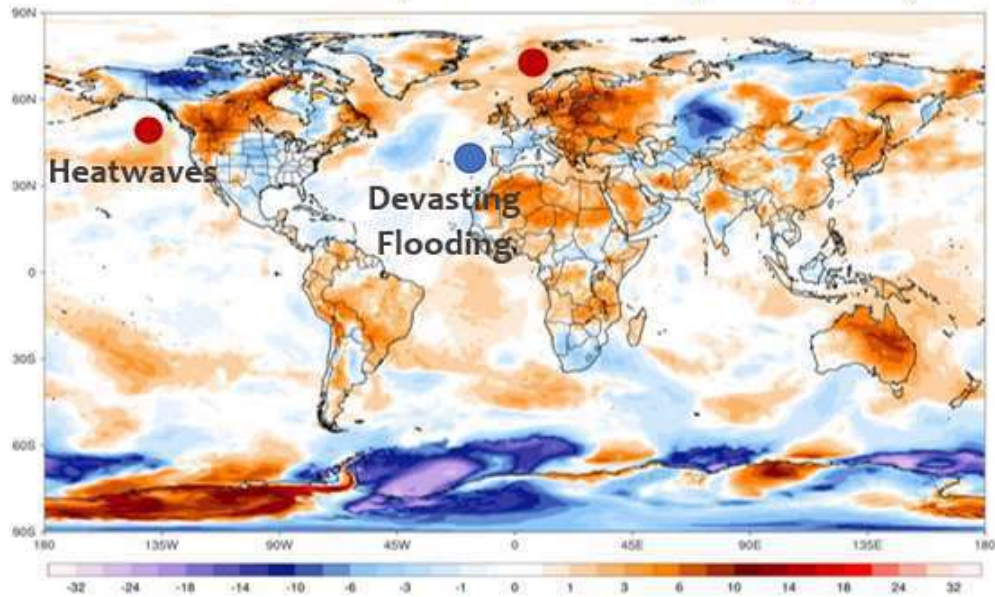 90N
60N
Heatwaves
30N
Devasting
Flooding
0
30S
60S
90S
180 135W 90W 45W 0 45E 90E 135E 180
-32 -24 -18 -14 -10 -6 -3 -1 0 1 3 6 10 14 18 24 32